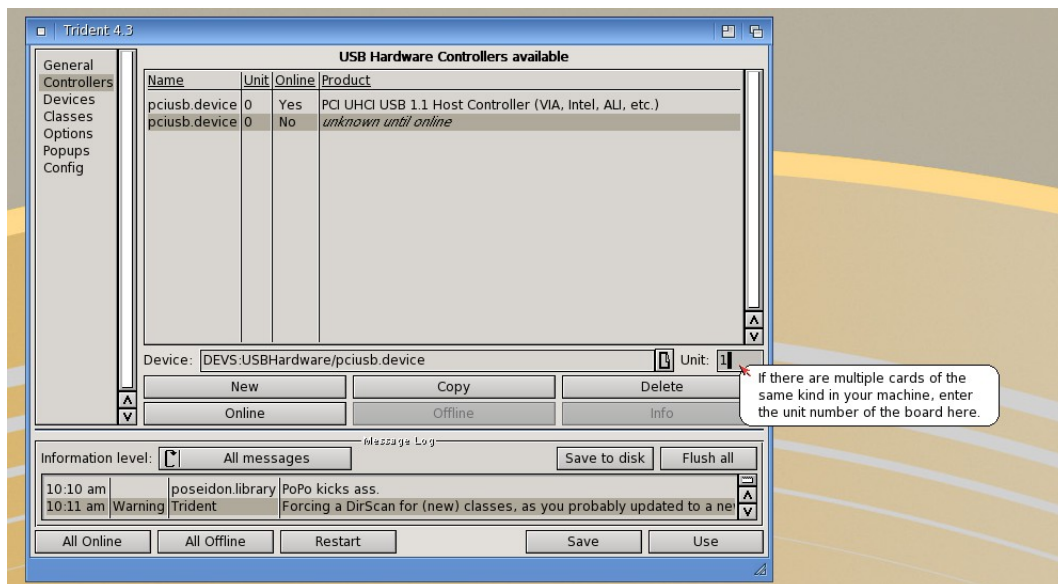 Trident 4.3
General
Controllers
Devices
Classes
Options
Popups
Config
USB Hardware Controllers available
Name Unit Online Product
pciusb.device 0 Yes PCI UHCI USB 1.1 Host Controller (VIA, Intel, ALI, etc.)
pciusb.device 0 No unknown until online
Device: DEVS:USBHardware/pciusb.device Unit: 1
New Copy Delete
Online Offline Info
If there are multiple cards of the
same kind in your machine, enter
the unit number of the board here.
Message Log
Information level: All messages Save to disk Flush all
10:10 am poseidon.library PoPo kicks ass.
10:11 am Warning Trident Forcing a DirScan for (new) classes, as you probably updated to a ne
All Online All Offline Restart Save Use